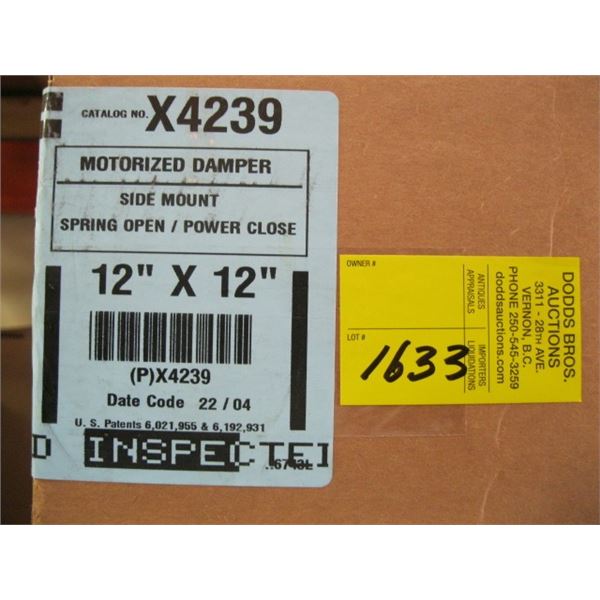 CATALOG NO. X4239
MOTORIZED DAMPER
SIDE MOUNT
SPRING OPEN / POWER CLOSE
12" X 12"
(P)X4239
Date Code 22 / 04
U. S. Patents 6,021,955 & 6,192,931
D INSPECTED
OWNER #
LOT #
1633
ANTIQUES IMPORTERS
APPRAISALS LIQUIDATIONS
DODDS BROS.
AUCTIONS
3311 - 28TH AVE.
VERNON, B.C.
PHONE 250-545-3259
doddsauctions.com